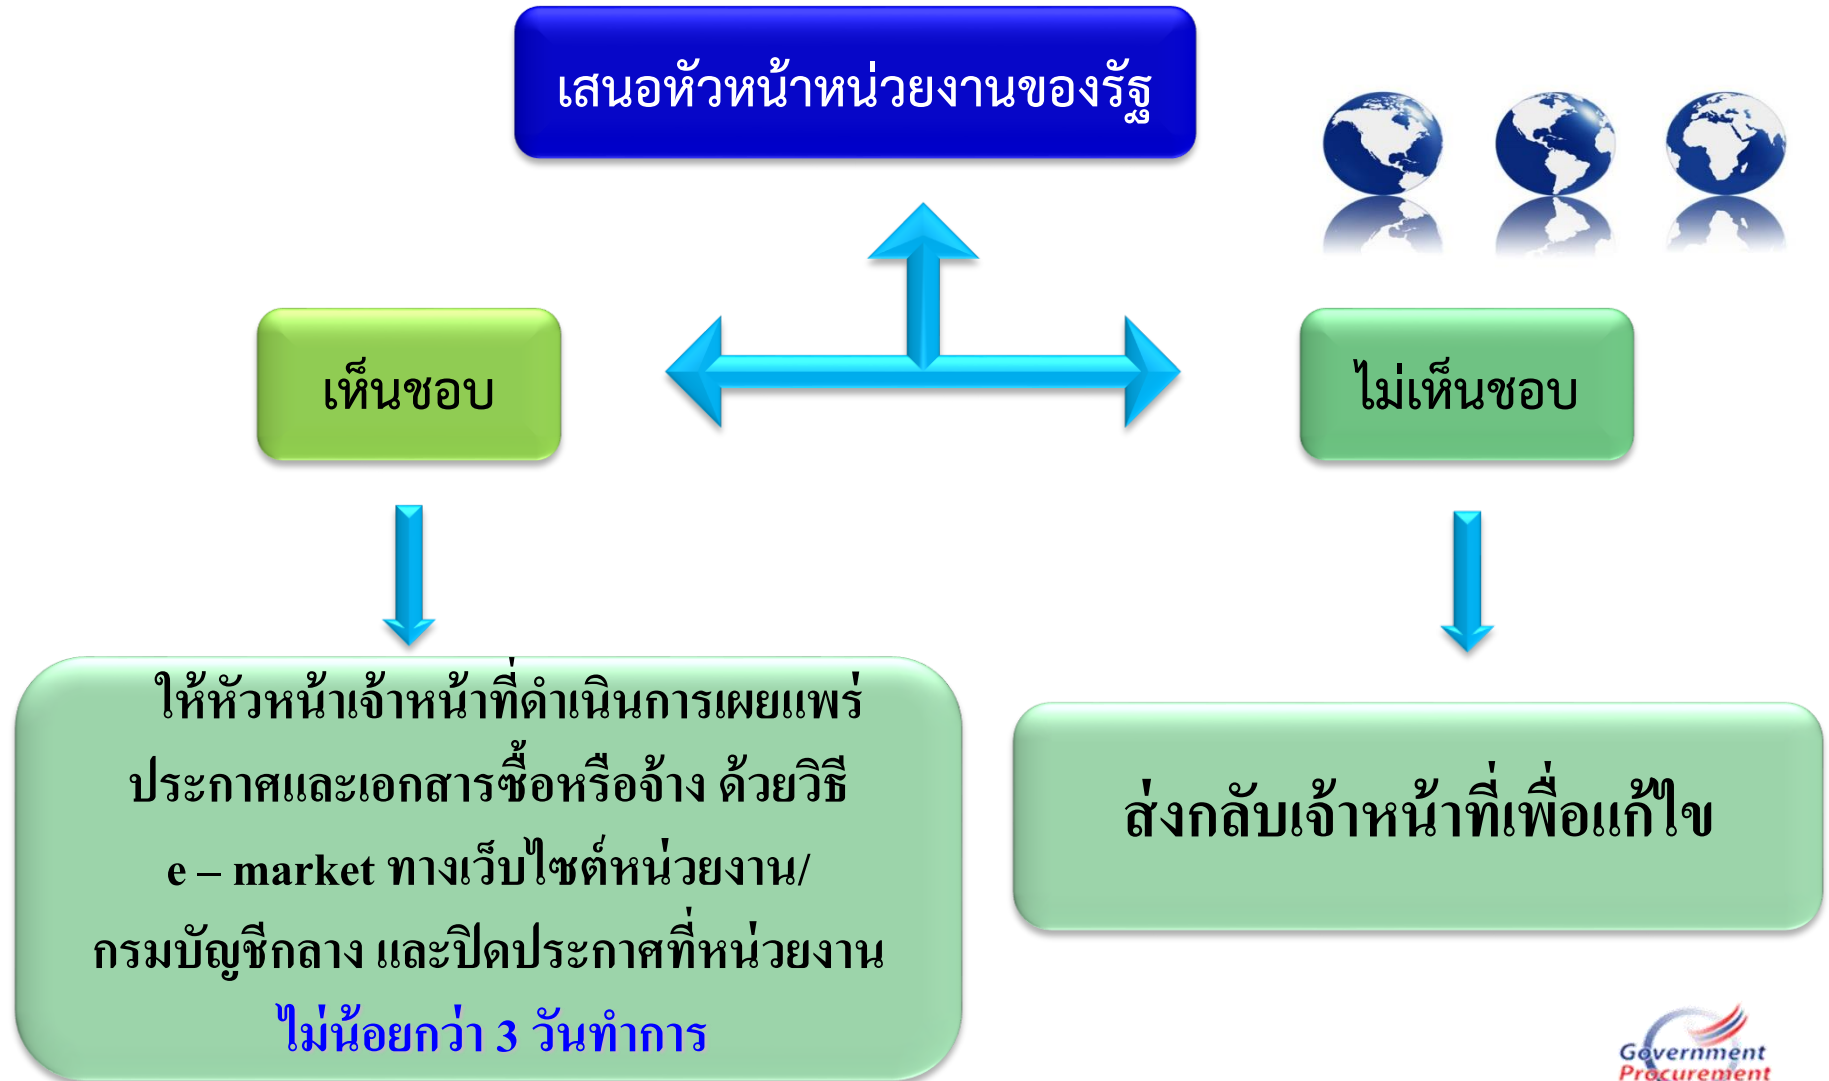 เสนอหัวหน้าหน่วยงานของรัฐ
เห็นชอบ
ไม่เห็นชอบ
ให้หัวหน้าเจ้าหน้าที่ดำเนินการเผยแพร่
ประกาศและเอกสารซื้อหรือจ้าง ด้วยวิธี
e – market ทางเว็บไซต์หน่วยงาน/
กรมบัญชีกลาง และปิดประกาศที่หน่วยงาน
ไม่น้อยกว่า 3 วันทำการ
ส่งกลับเจ้าหน้าที่เพื่อแก้ไข
Government
Procurement